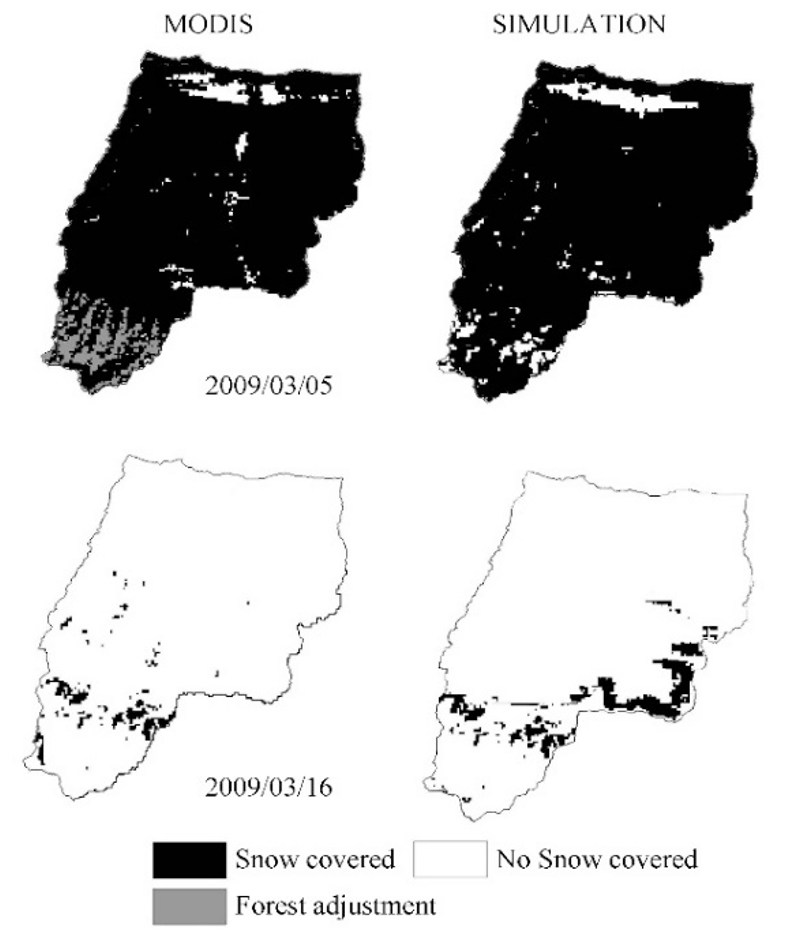 MODIS
SIMULATION
2009/03/05
2009/03/16
Snow covered
No Snow covered
Forest adjustment